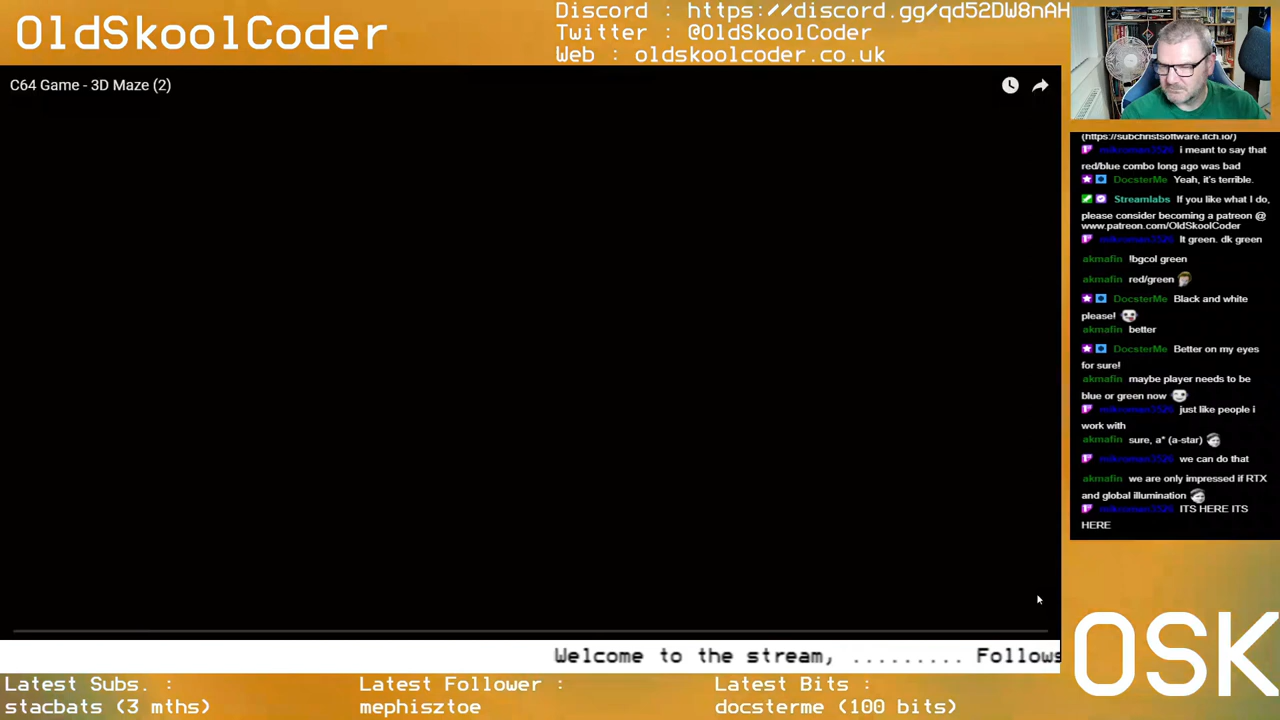 OldSkoolCoder
Discord : https://discord.gg/qd52DW8nAH
Twitter : @OldSkoolCoder
Web : oldskoolcoder.co.uk
C64 Game - 3D Maze (2)
(https://subchristsoftware.itch.io/)
mikroman3526 i meant to say that
red/blue combo long ago was bad
DocsterMe Yeah, it's terrible.
Streamlabs If you like what I do,
please consider becoming a patreon @
www.patreon.com/OldSkoolCoder
mikroman3526 lt green. dk green
akmafin !bgcol green
akmafin red/green
DocsterMe Black and white
please!
akmafin better
DocsterMe Better on my eyes
for sure!
akmafin maybe player needs to be
blue or green now
mikroman3526 just like people i
work with
akmafin sure, a* (a-star)
mikroman3526 we can do that
akmafin we are only impressed if RTX
and global illumination
mikroman3526 ITS HERE ITS
HERE
Welcome to the stream, ......... Follows
OSK
Latest Subs. :
stacbats (3 mths)
Latest Follower :
mephisztoe
Latest Bits :
docsterme (100 bits)